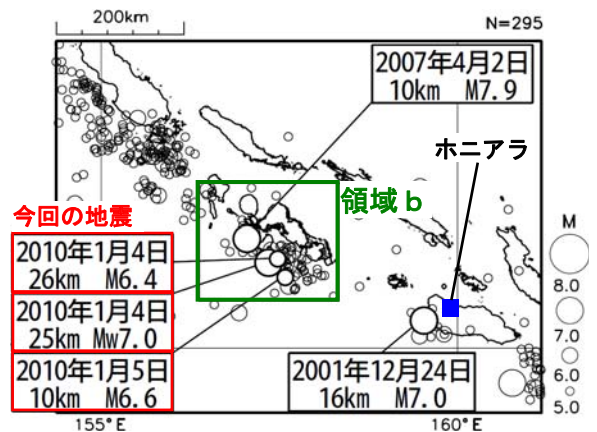 200km
N=295
2007年4月2日
10km M7.9
ホニアラ
領域b
今回の地震
2010年1月4日
26km M6.4
2010年1月4日
25km Mw7.0
2010年1月5日
10km M6.6
2001年12月24日
16km M7.0
M
8.0
7.0
6.0
5.0
155°E
160°E